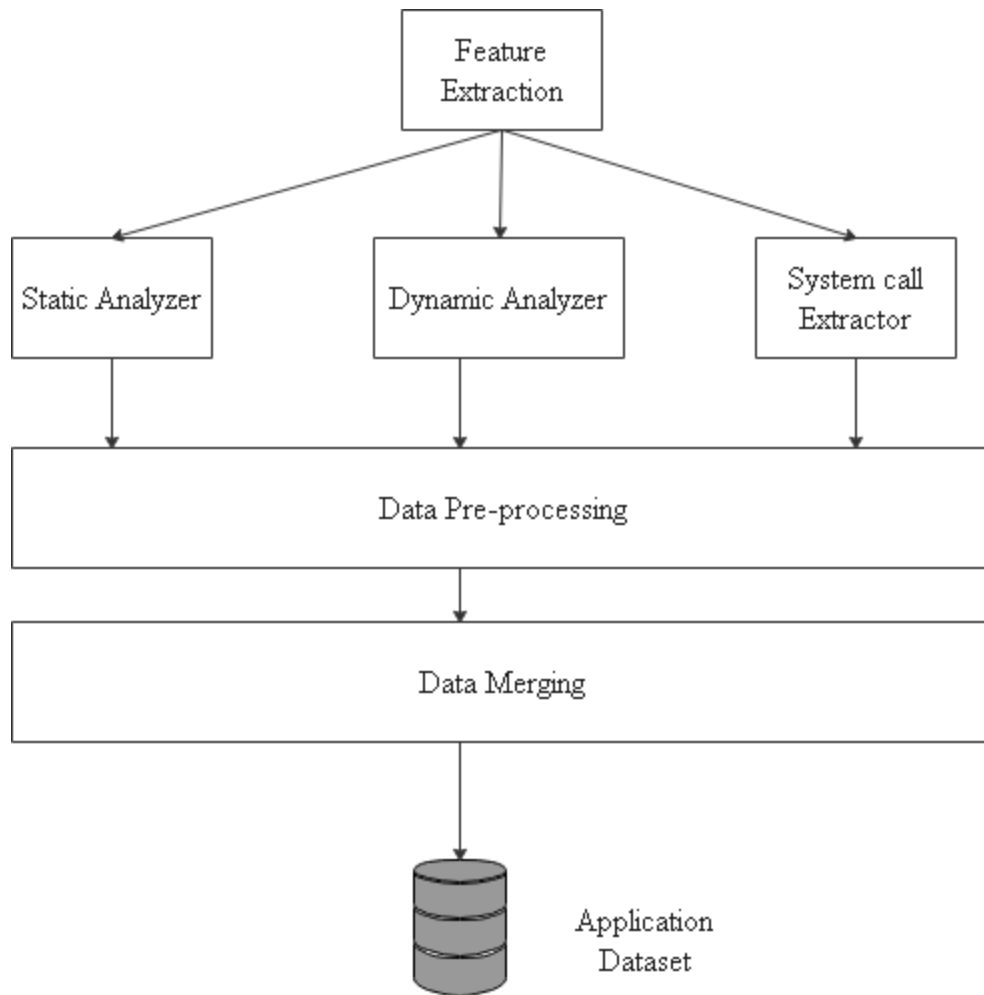 Feature
Extraction
Static Analyzer
Dynamic Analyzer
System call
Extractor
Data Pre-processing
Data Merging
Application
Dataset